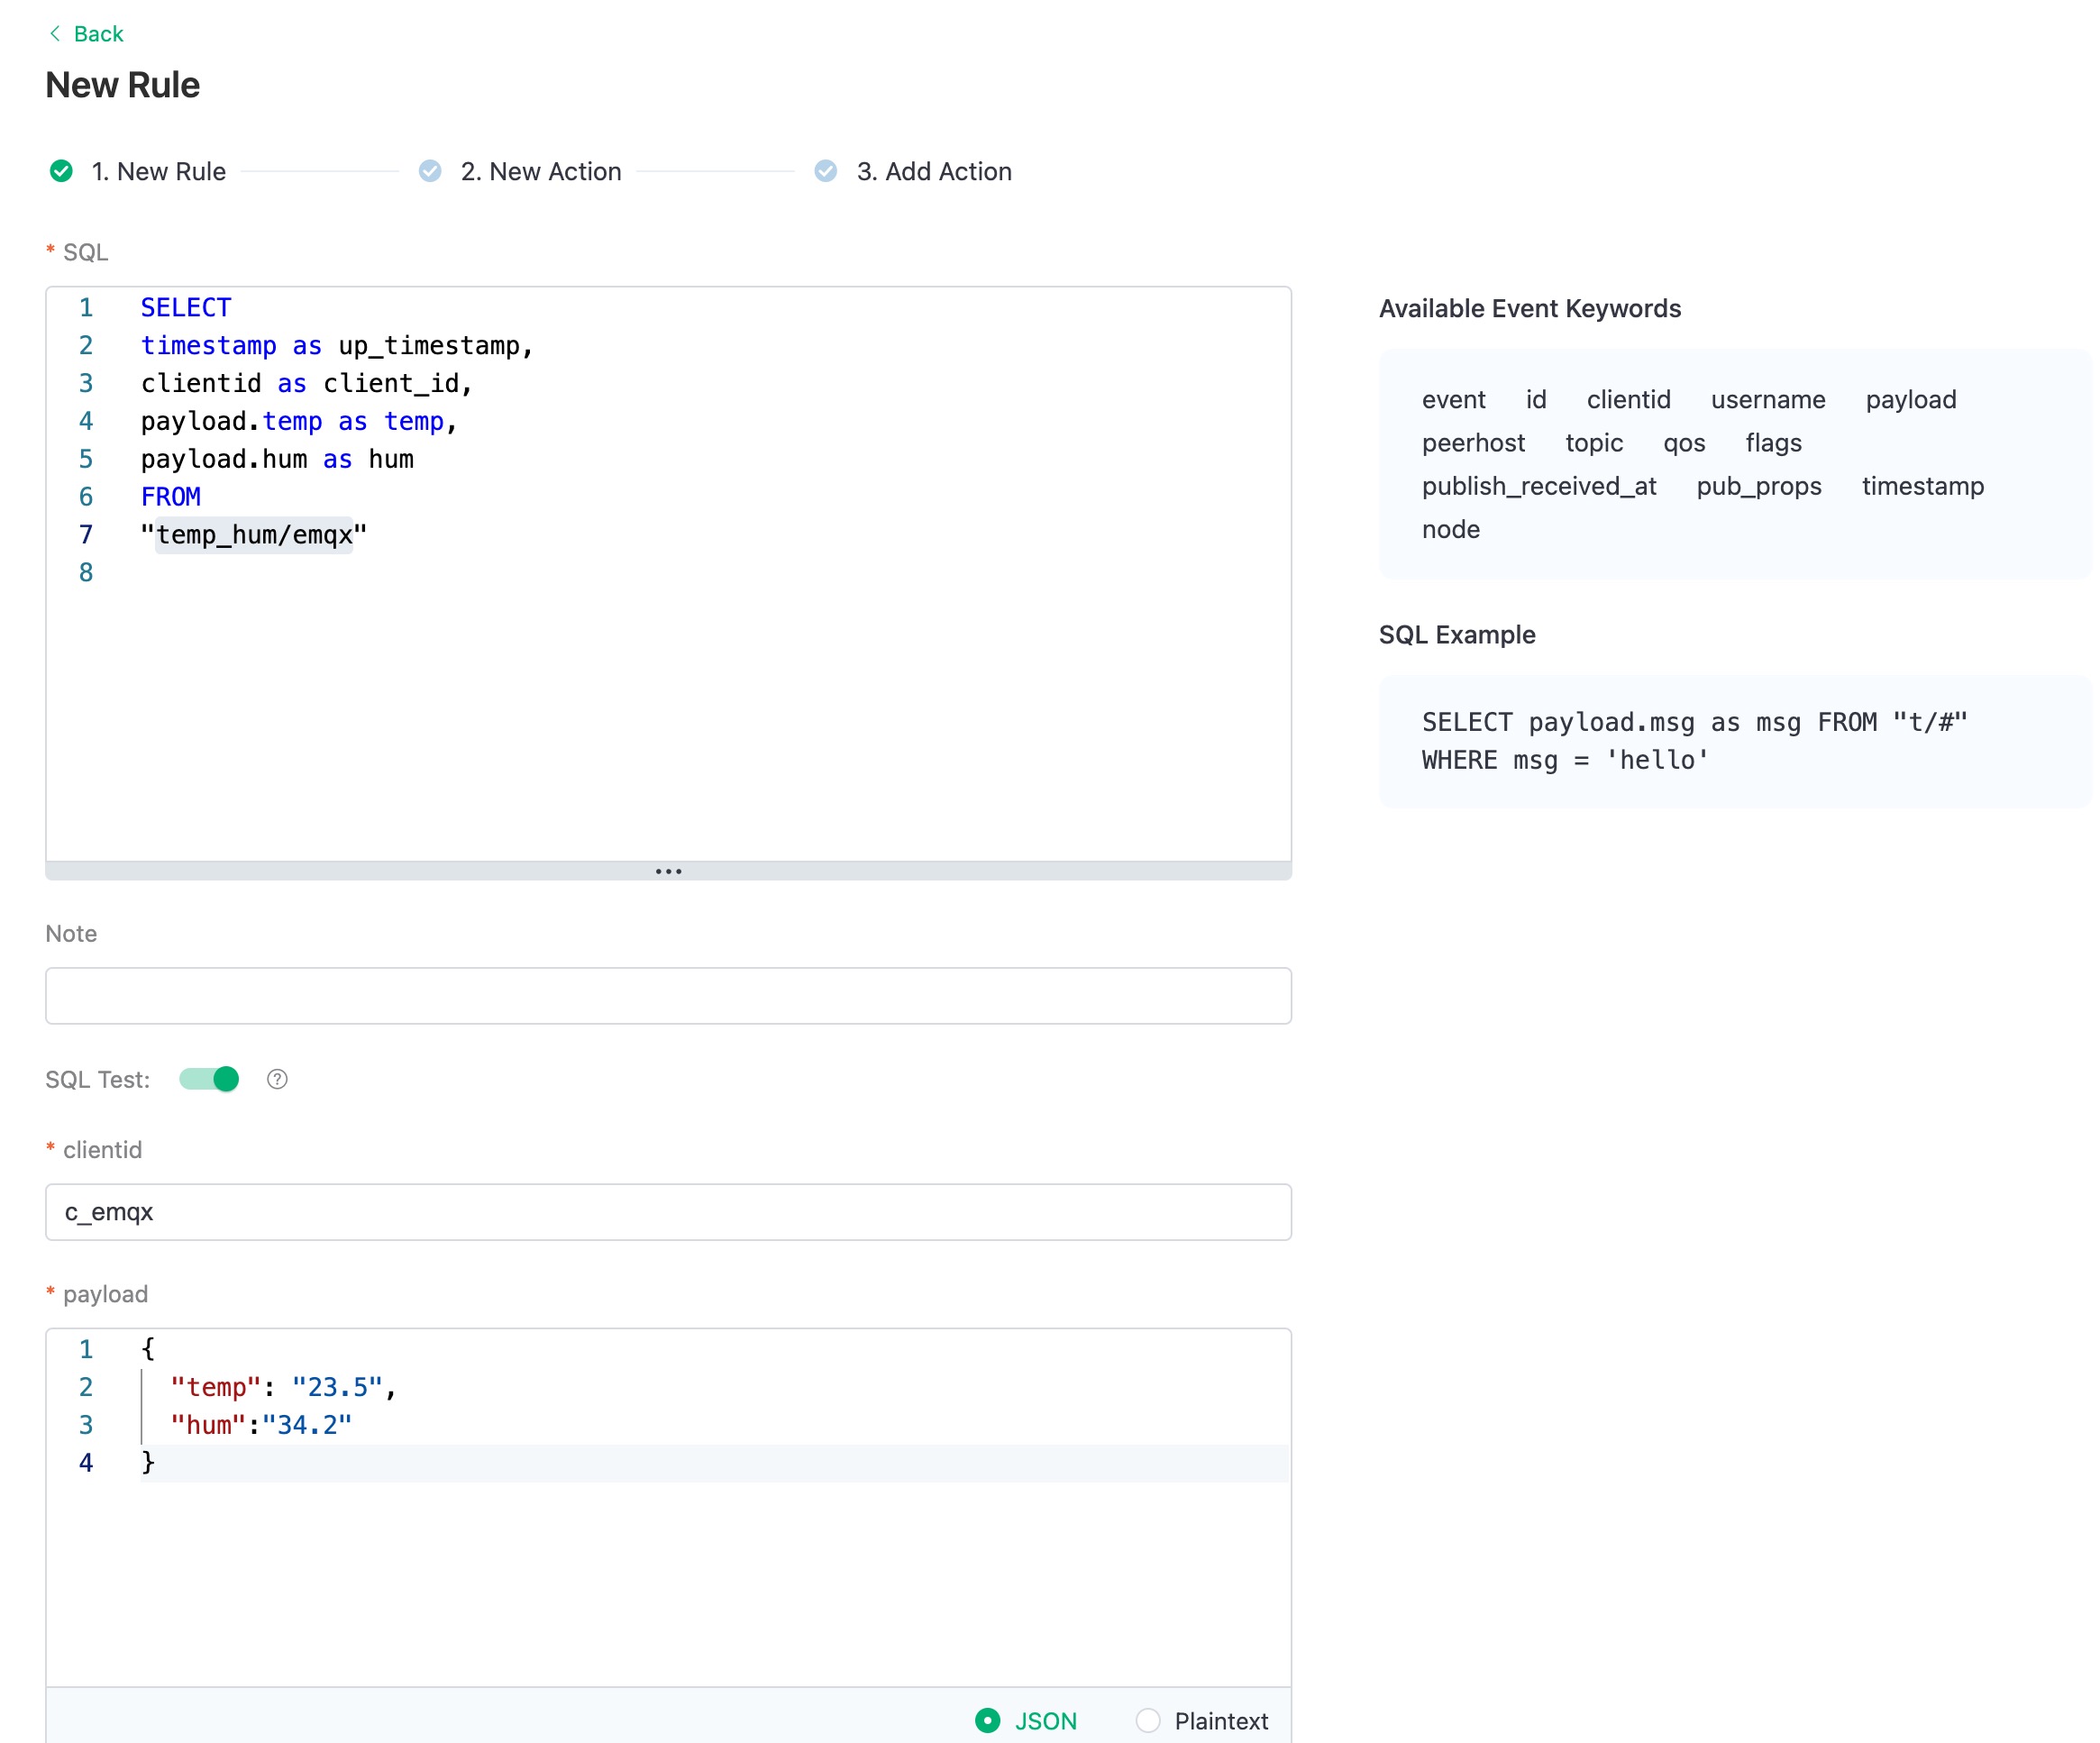 Back
New Rule
1. New Rule 2. New Action 3. Add Action
* SQL
1 SELECT
2 timestamp as up_timestamp,
3 clientid as client_id,
4 payload.temp as temp,
5 payload.hum as hum
6 FROM
7 "temp_hum/emqx"
8
Available Event Keywords
event id clientid username payload
peerhost topic qos flags
publish_received_at pub_props timestamp
node
SQL Example
SELECT payload.msg as msg FROM "t/#"
WHERE msg = 'hello'
Note
SQL Test:
* clientid
c_emqx
* payload
1 {
2 "temp": "23.5",
3 "hum":"34.2"
4 }
JSON Plaintext